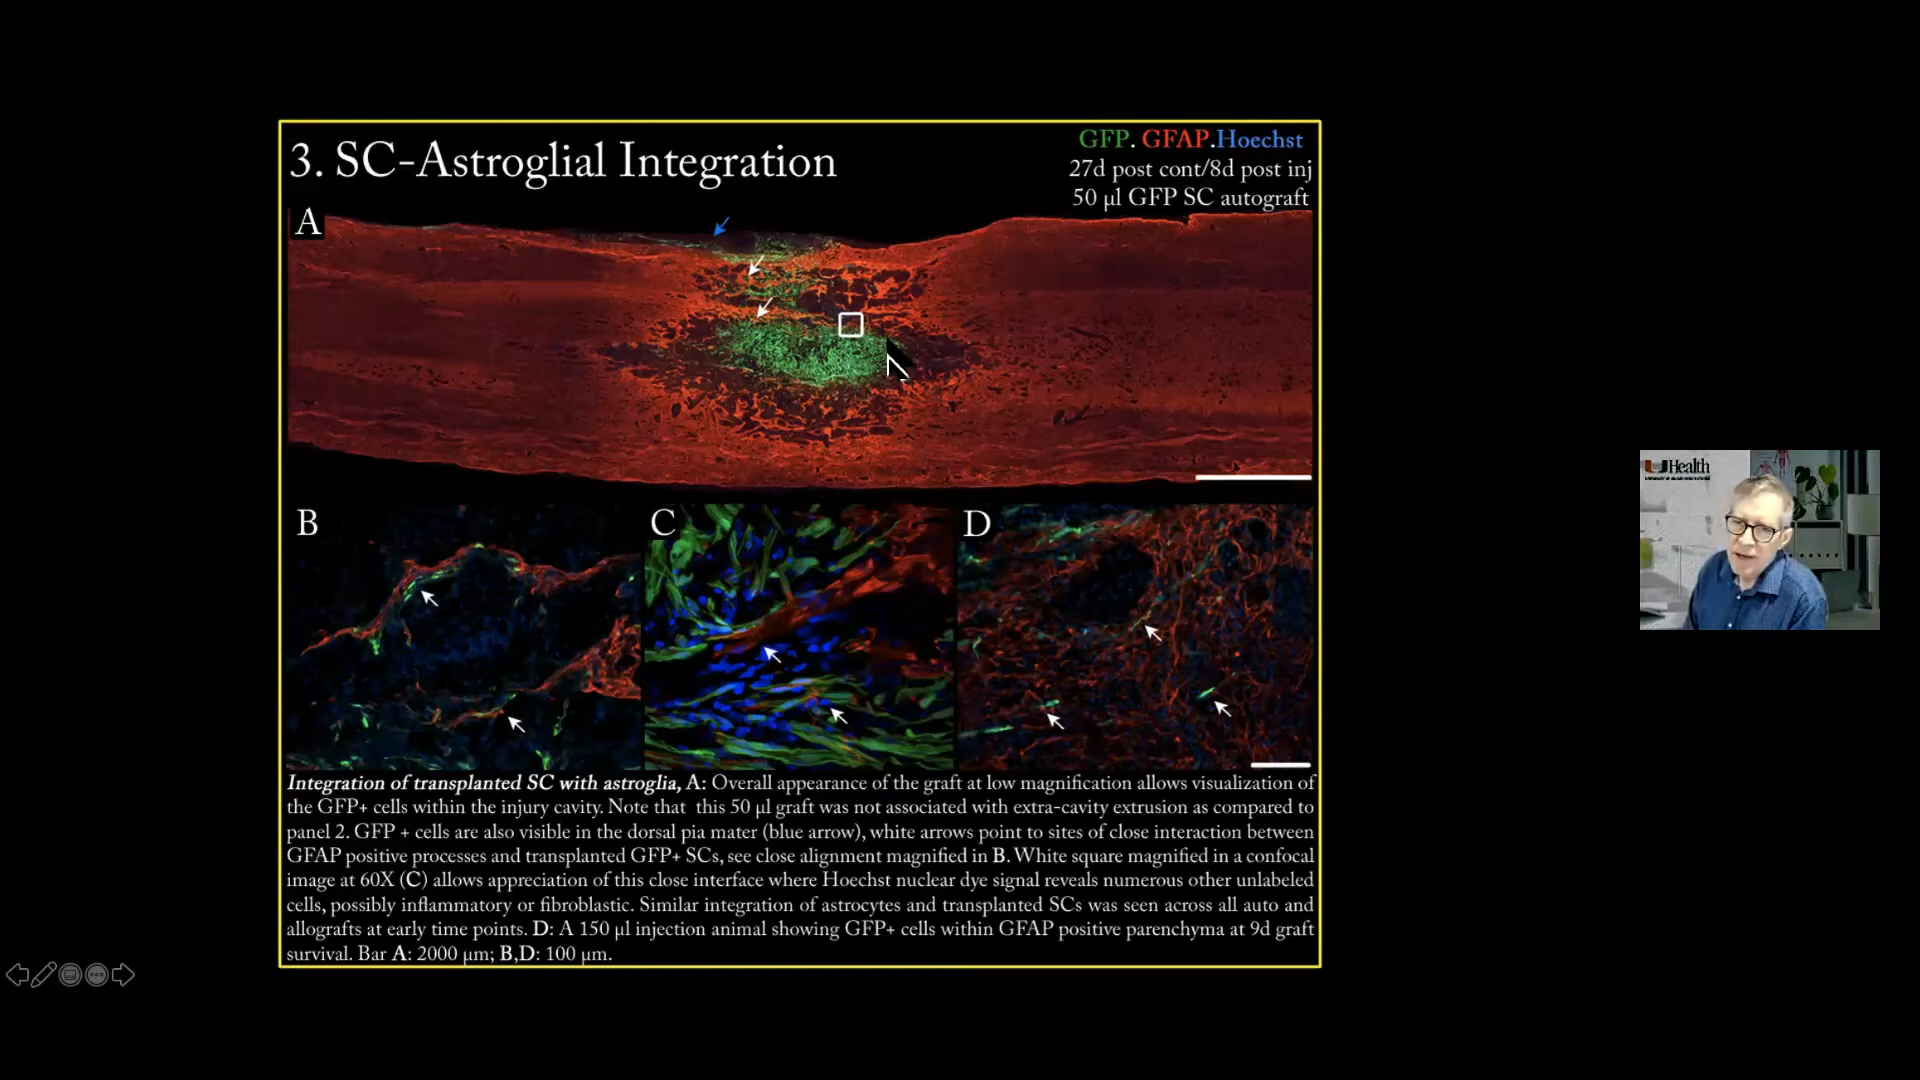 3. SC-Astroglial Integration
GFP. GFAP.Hoechst
27d post cont/8d post inj
50 µl GFP SC autograft
A
B
C
D
Integration of transplanted SC with astroglia, A: Overall appearance of the graft at low magnification allows visualization of
the GFP+ cells within the injury cavity. Note that this 50 µl graft was not associated with extra-cavity extrusion as compared to
panel 2. GFP + cells are also visible in the dorsal pia mater (blue arrow), white arrows point to sites of close interaction between
GFAP positive processes and transplanted GFP+ SCs, see close alignment magnified in B. White square magnified in a confocal
image at 60X (C) allows appreciation of this close interface where Hoechst nuclear dye signal reveals numerous other unlabeled
cells, possibly inflammatory or fibroblastic. Similar integration of astrocytes and transplanted SCs was seen across all auto and
allografts at early time points. D: A 150 µl injection animal showing GFP+ cells within GFAP positive parenchyma at 9d graft
survival. Bar A: 2000 µm; B,D: 100 µm.
UHealth